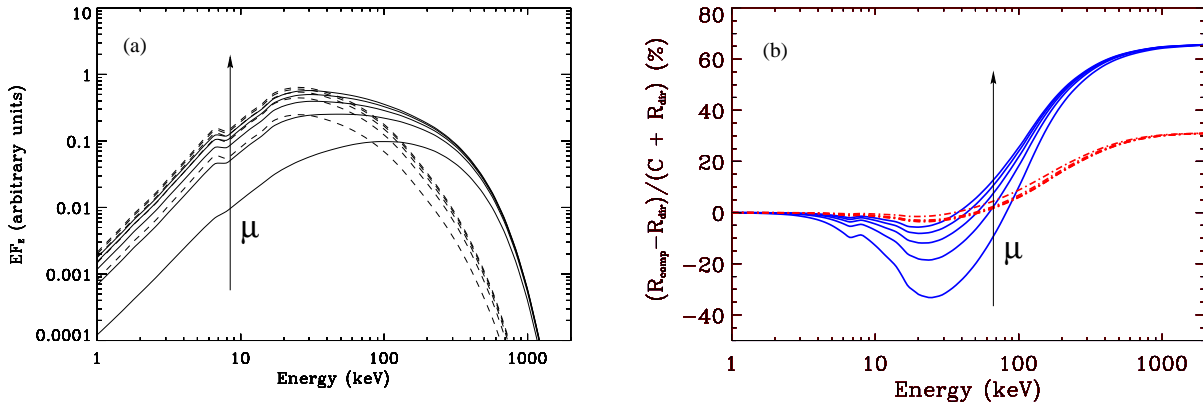 (a)
EF_E (arbitrary units)
10
1
0.1
0.01
0.001
0.0001
μ
1 10 100 1000
Energy (keV)
(b)
(R_comp−R_dir)/(C + R_dir) (%)
80
60
40
20
0
−20
−40
μ
1 10 100 1000
Energy (keV)